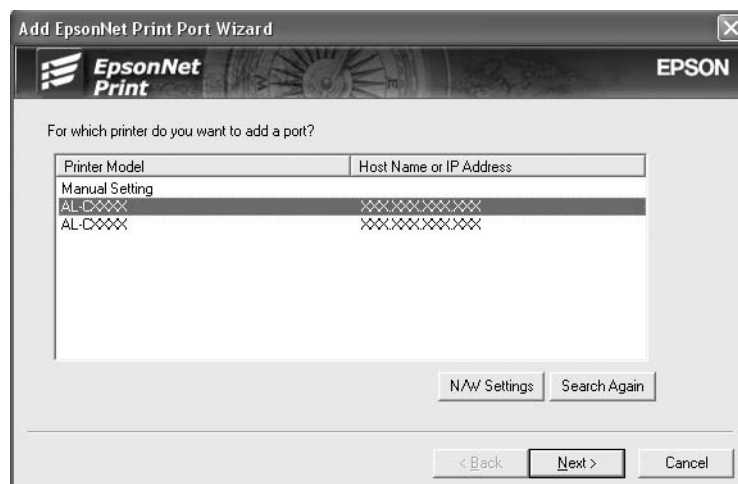 Add EpsonNet Print Port Wizard
EpsonNet
Print
EPSON
For which printer do you want to add a port?
Printer Model Host Name or IP Address
Manual Setting
AL-CXXXX XXX.XXX.XXX.XXX
AL-CXXXX XXX.XXX.XXX.XXX
N/W Settings Search Again
< Back Next > Cancel